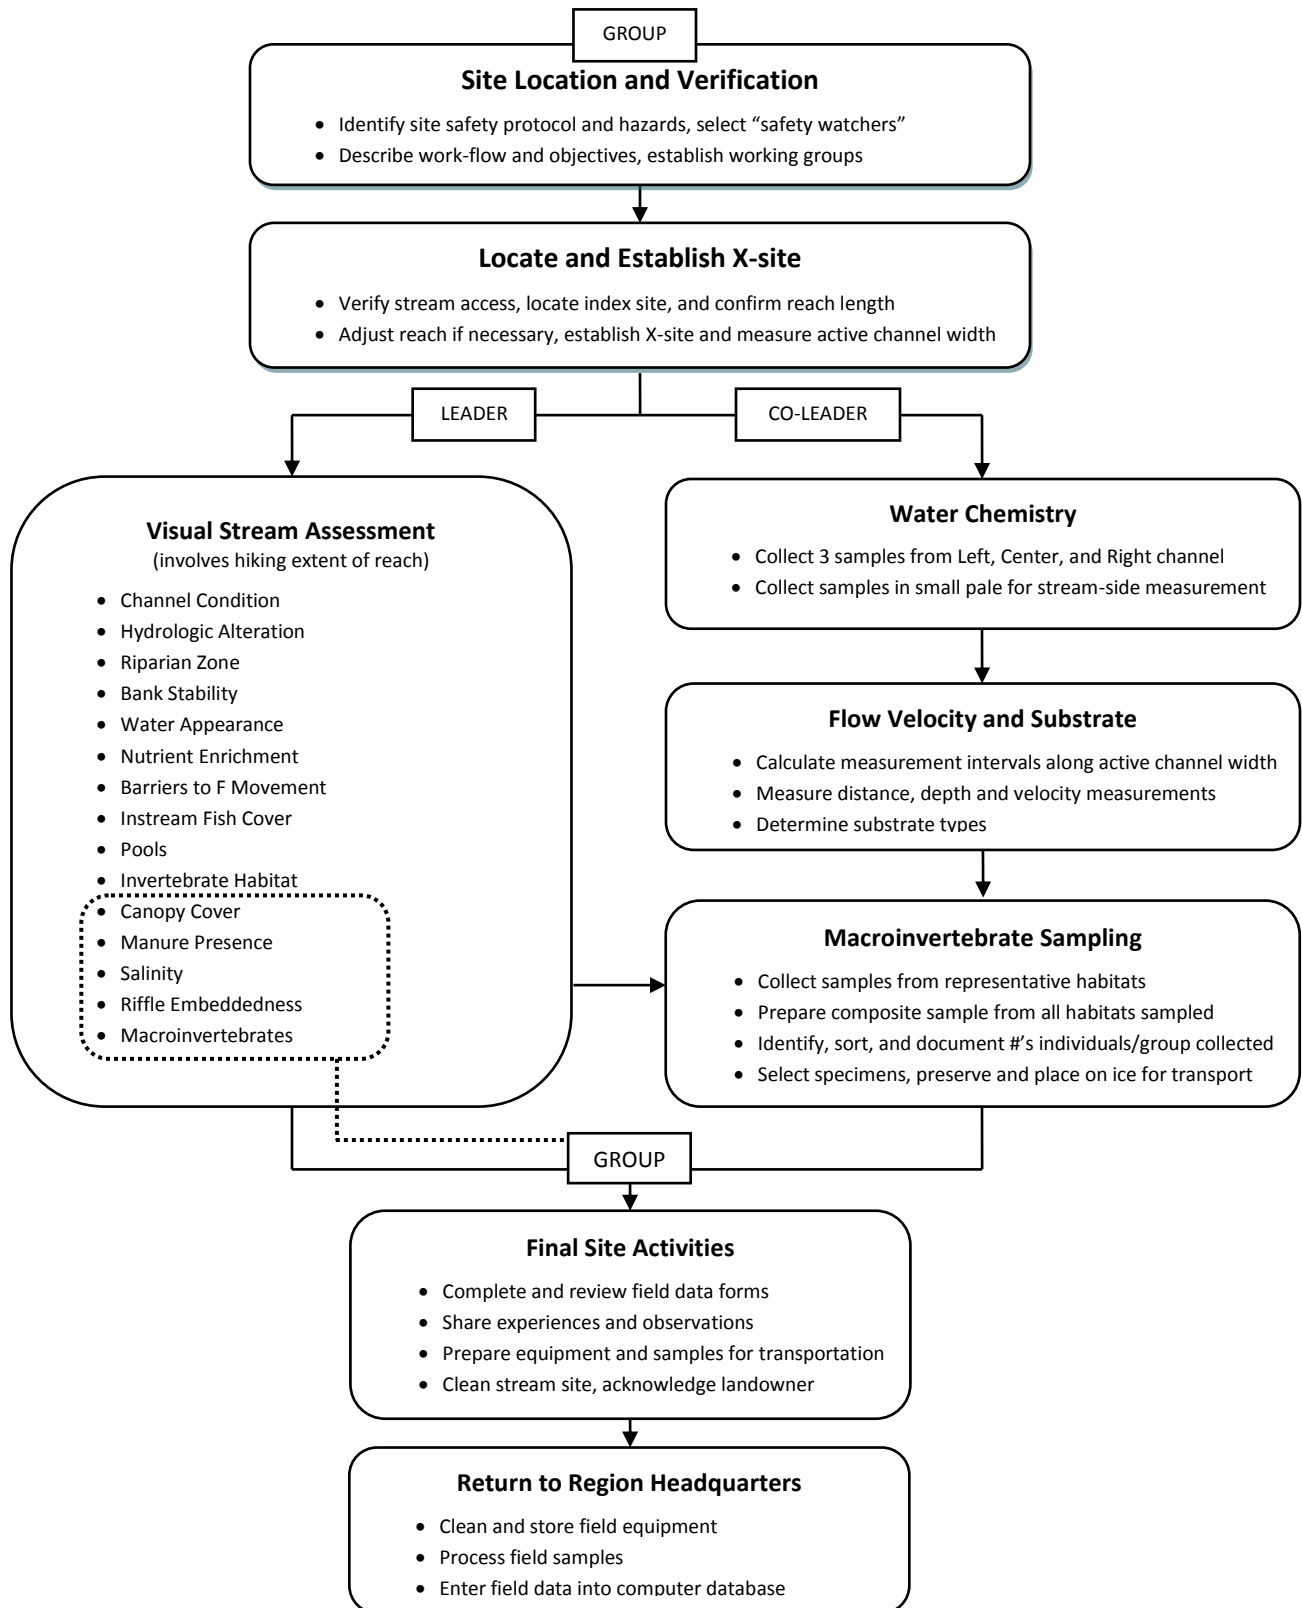 GROUP
Site Location and Verification
• Identify site safety protocol and hazards, select “safety watchers”
• Describe work-flow and objectives, establish working groups
Locate and Establish X-site
• Verify stream access, locate index site, and confirm reach length
• Adjust reach if necessary, establish X-site and measure active channel width
LEADER
CO-LEADER
Visual Stream Assessment
(involves hiking extent of reach)
• Channel Condition
• Hydrologic Alteration
• Riparian Zone
• Bank Stability
• Water Appearance
• Nutrient Enrichment
• Barriers to F Movement
• Instream Fish Cover
• Pools
• Invertebrate Habitat
• Canopy Cover
• Manure Presence
• Salinity
• Riffle Embeddedness
• Macroinvertebrates
Water Chemistry
• Collect 3 samples from Left, Center, and Right channel
• Collect samples in small pale for stream-side measurement
Flow Velocity and Substrate
• Calculate measurement intervals along active channel width
• Measure distance, depth and velocity measurements
• Determine substrate types
Macroinvertebrate Sampling
• Collect samples from representative habitats
• Prepare composite sample from all habitats sampled
• Identify, sort, and document #’s individuals/group collected
• Select specimens, preserve and place on ice for transport
GROUP
Final Site Activities
• Complete and review field data forms
• Share experiences and observations
• Prepare equipment and samples for transportation
• Clean stream site, acknowledge landowner
Return to Region Headquarters
• Clean and store field equipment
• Process field samples
• Enter field data into computer database